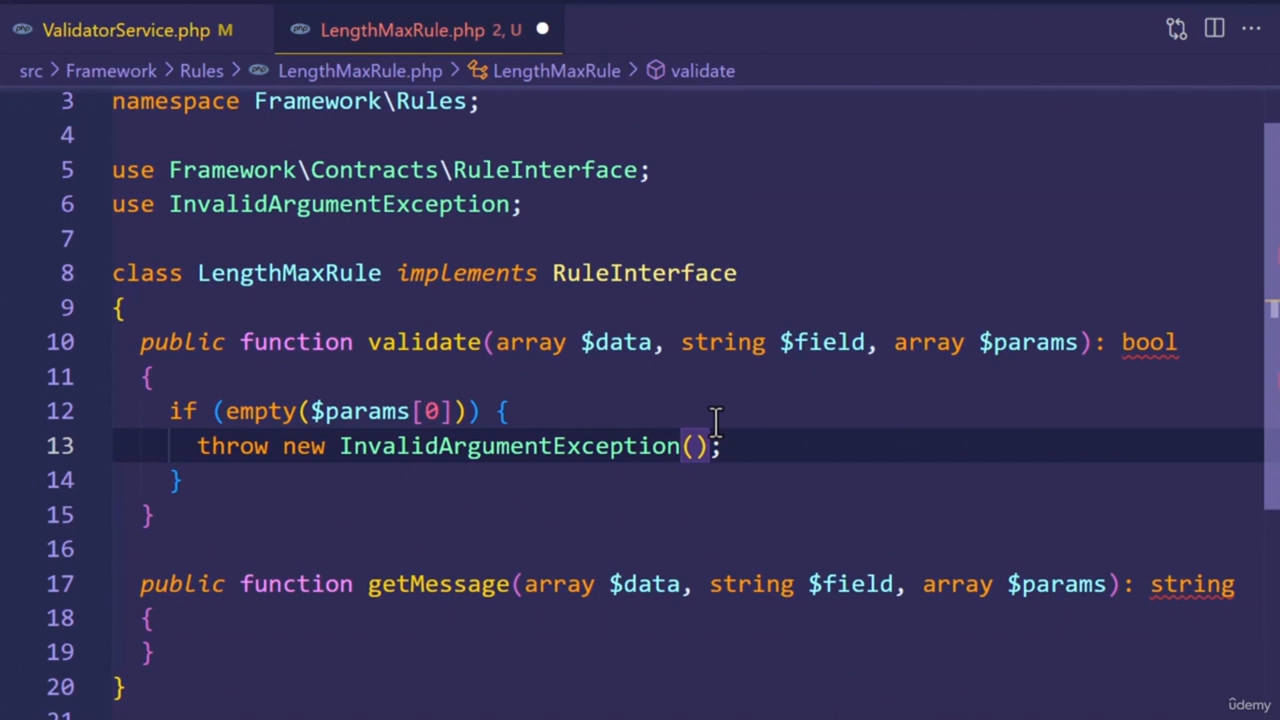 ValidatorService.php M LengthMaxRule.php 2, U
src > Framework > Rules > LengthMaxRule.php > LengthMaxRule > validate
3 namespace Framework\Rules;
4
5 use Framework\Contracts\RuleInterface;
6 use InvalidArgumentException;
7
8 class LengthMaxRule implements RuleInterface
9 {
10 public function validate(array $data, string $field, array $params): bool
11 {
12 if (empty($params[0])) {
13 throw new InvalidArgumentException();
14 }
15 }
16
17 public function getMessage(array $data, string $field, array $params): string
18 {
19 }
20 }
21
ûdemy